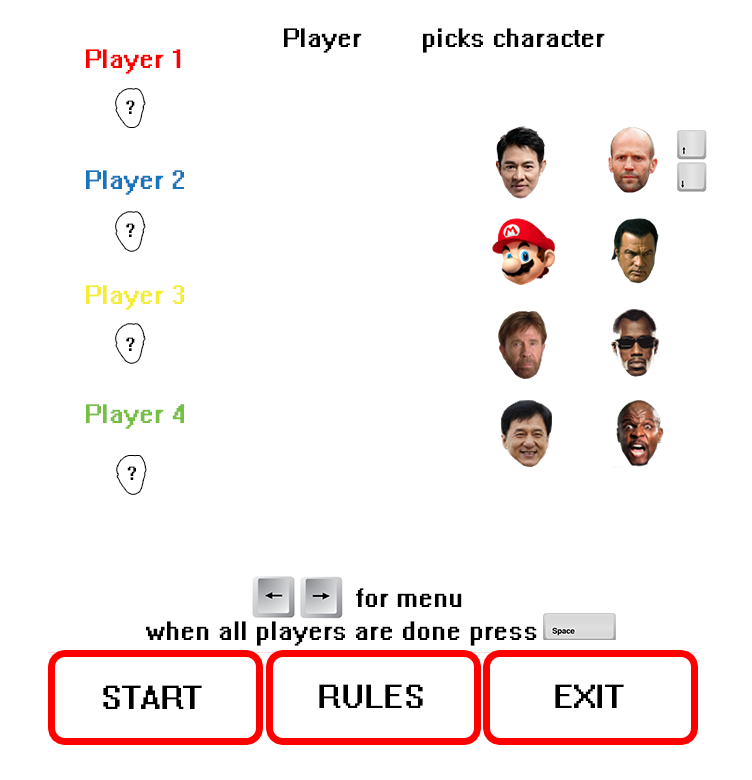 Player picks character
Player 1
?
Player 2
?
Player 3
?
Player 4
?
M
↑
↓
← → for menu
when all players are done press Space
START RULES EXIT